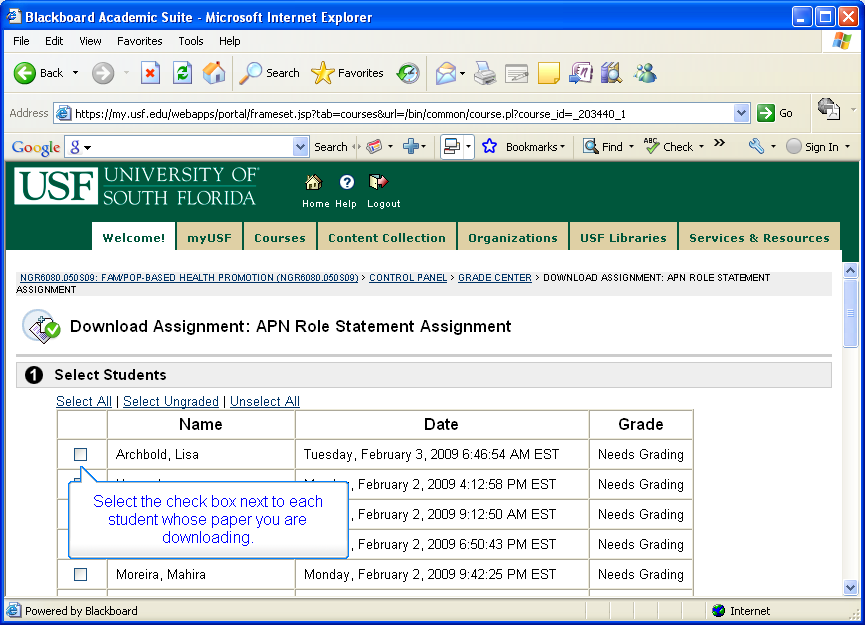 Blackboard Academic Suite - Microsoft Internet Explorer
File Edit View Favorites Tools Help
Back Search Favorites
Address https://my.usf.edu/webapps/portal/frameset.jsp?tab=courses&url=/bin/common/course.pl?course_id=_203440_1 Go
Google g Search Bookmarks Find ABC Check » Sign In
USF UNIVERSITY OF
SOUTH FLORIDA
Home Help Logout
Welcome! myUSF Courses Content Collection Organizations USF Libraries Services & Resources
NGR6080.050S09: FAM/POP-BASED HEALTH PROMOTION (NGR6080.050S09) > CONTROL PANEL > GRADE CENTER > DOWNLOAD ASSIGNMENT: APN ROLE STATEMENT
ASSIGNMENT
Download Assignment: APN Role Statement Assignment
1 Select Students
Select All | Select Ungraded | Unselect All
Name Date Grade
Archbold, Lisa Tuesday, February 3, 2009 6:46:54 AM EST Needs Grading
, February 2, 2009 4:12:58 PM EST Needs Grading
Select the check box next to each
student whose paper you are
downloading.
, February 2, 2009 9:12:50 AM EST Needs Grading
, February 2, 2009 6:50:43 PM EST Needs Grading
Moreira, Mahira Monday, February 2, 2009 9:42:25 PM EST Needs Grading
Powered by Blackboard Internet